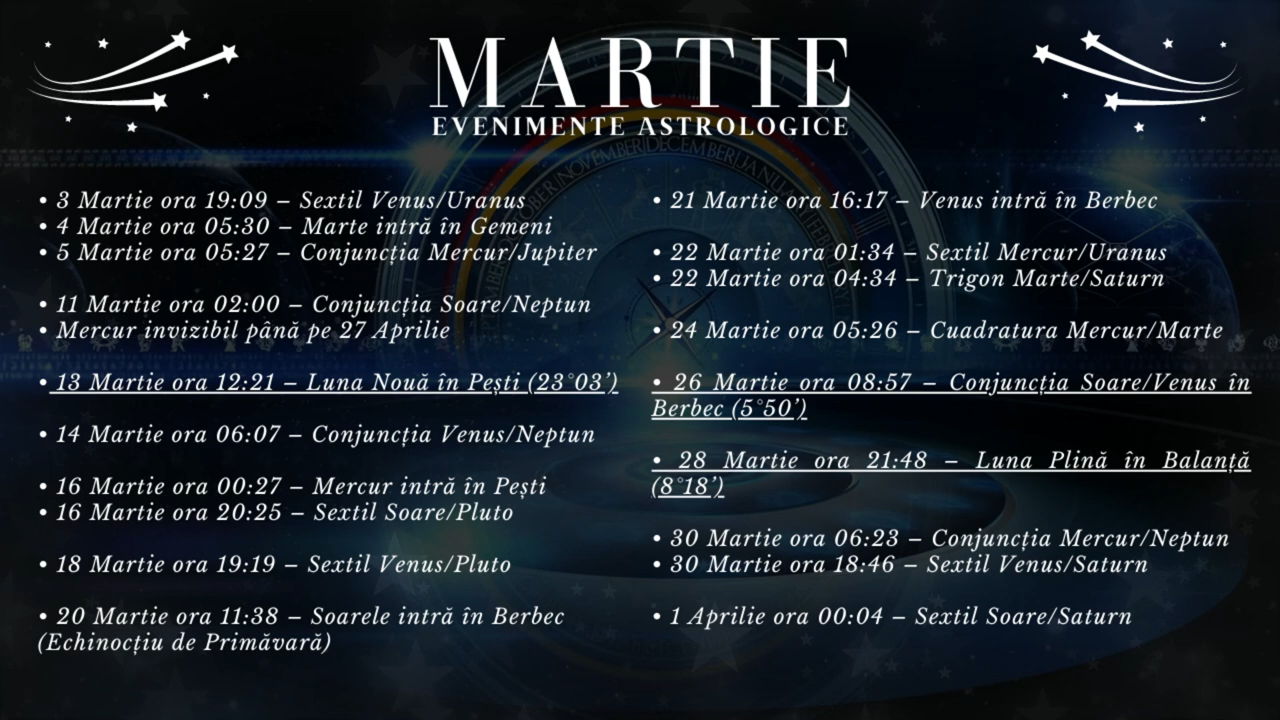 MARTIE
EVENIMENTE ASTROLOGICE
• 3 Martie ora 19:09 – Sextil Venus/Uranus
• 4 Martie ora 05:30 – Marte intră în Gemeni
• 5 Martie ora 05:27 – Conjuncția Mercur/Jupiter
• 11 Martie ora 02:00 – Conjuncția Soare/Neptun
• Mercur invizibil până pe 27 Aprilie
• 13 Martie ora 12:21 – Luna Nouă în Pești (23°03’)
• 14 Martie ora 06:07 – Conjuncția Venus/Neptun
• 16 Martie ora 00:27 – Mercur intră în Pești
• 16 Martie ora 20:25 – Sextil Soare/Pluto
• 18 Martie ora 19:19 – Sextil Venus/Pluto
• 20 Martie ora 11:38 – Soarele intră în Berbec
(Echinocțiu de Primăvară)
• 21 Martie ora 16:17 – Venus intră în Berbec
• 22 Martie ora 01:34 – Sextil Mercur/Uranus
• 22 Martie ora 04:34 – Trigon Marte/Saturn
• 24 Martie ora 05:26 – Cuadratura Mercur/Marte
• 26 Martie ora 08:57 – Conjuncția Soare/Venus în
Berbec (5°50’)
• 28 Martie ora 21:48 – Luna Plină în Balanță
(8°18’)
• 30 Martie ora 06:23 – Conjuncția Mercur/Neptun
• 30 Martie ora 18:46 – Sextil Venus/Saturn
• 1 Aprilie ora 00:04 – Sextil Soare/Saturn